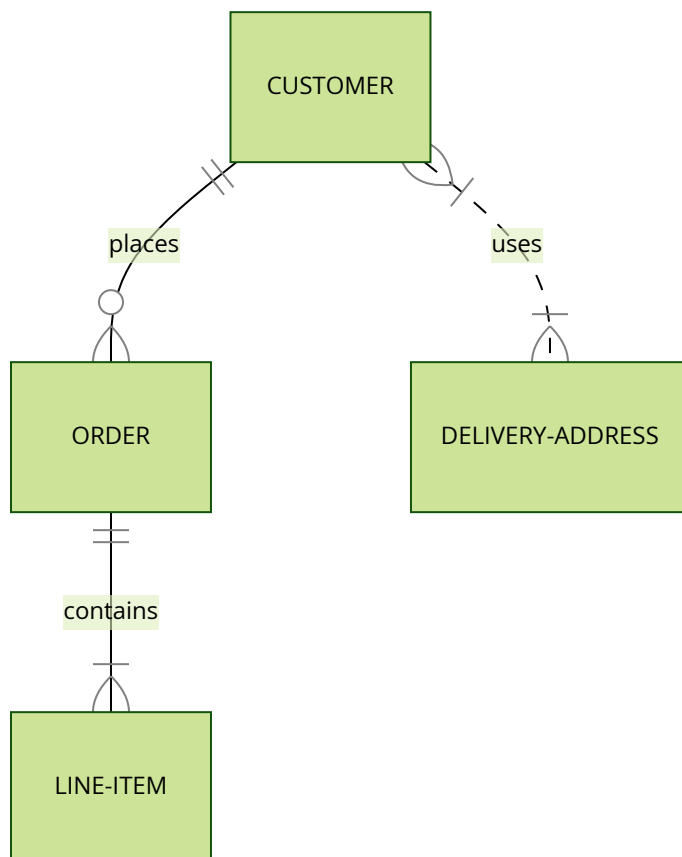 CUSTOMER
places
uses
ORDER
DELIVERY-ADDRESS
contains
LINE-ITEM